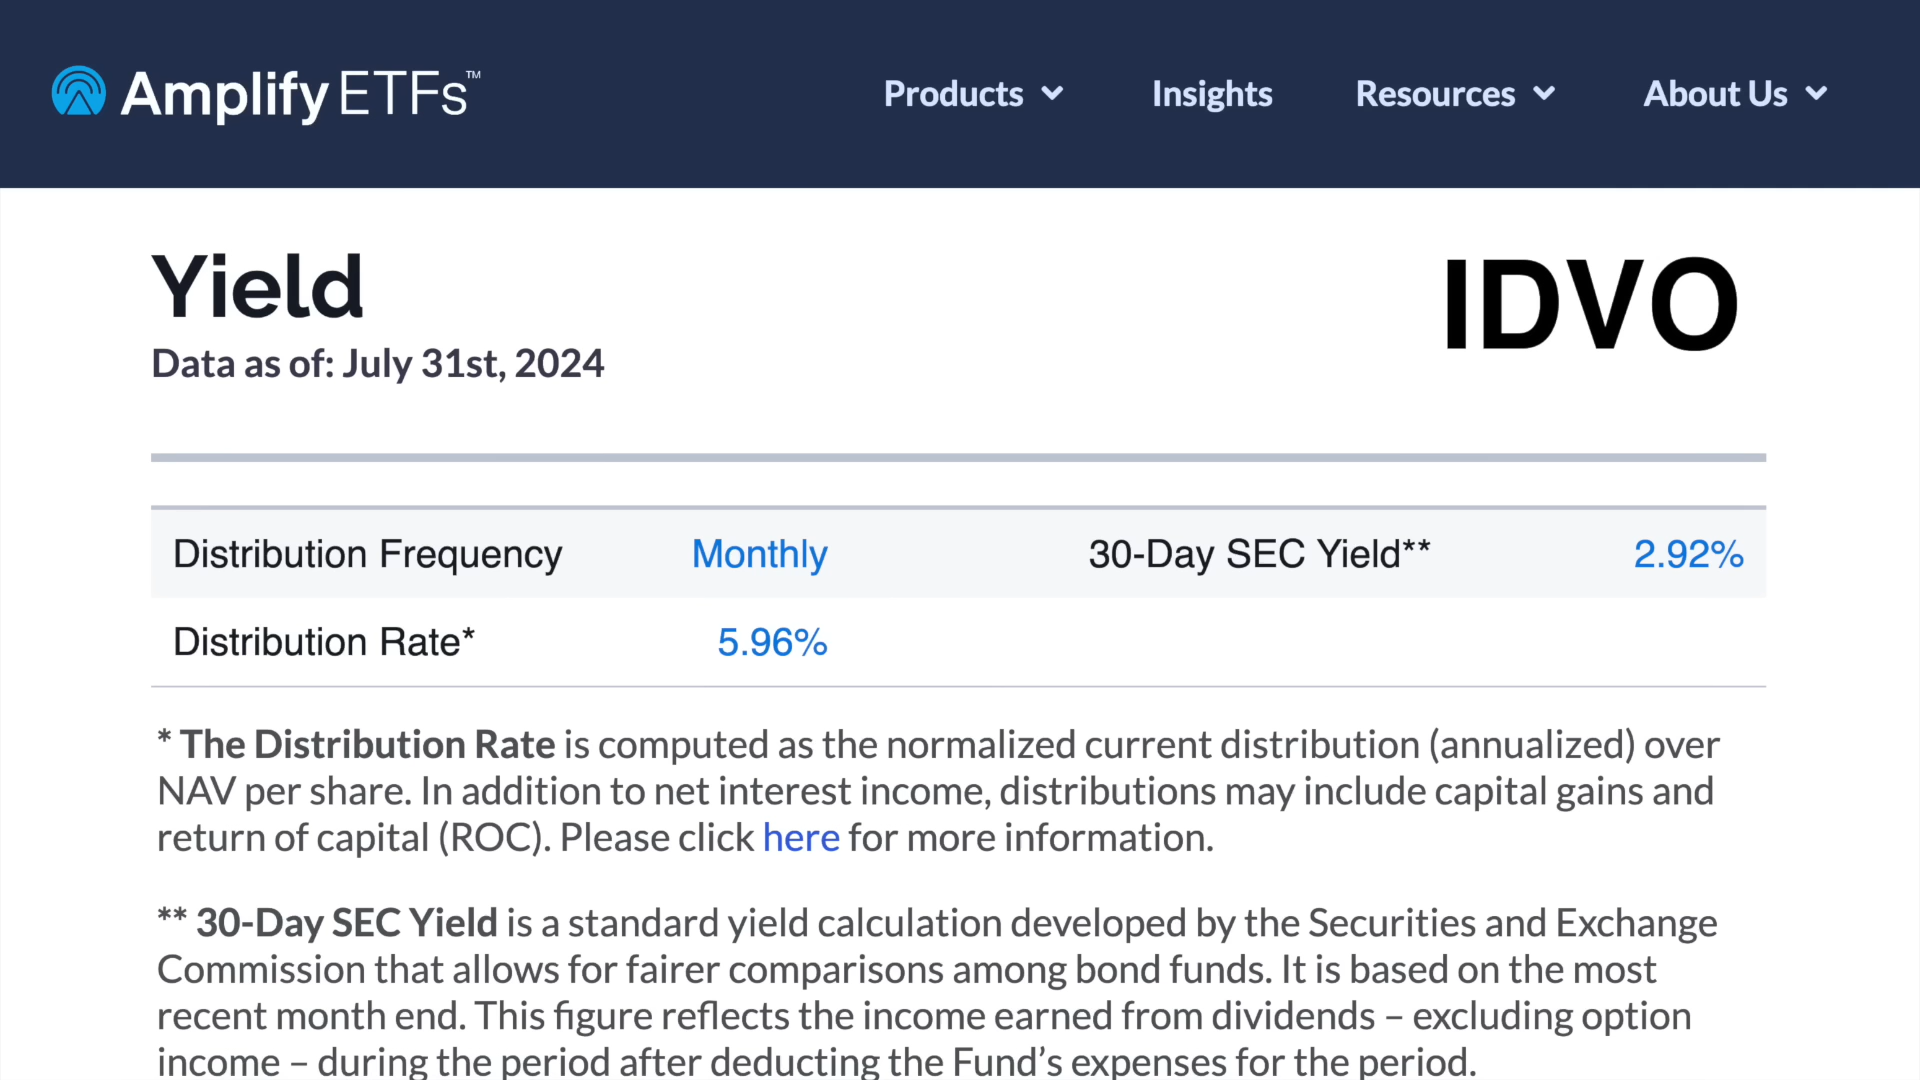 Amplify ETFs™
Products Insights Resources About Us
Yield
IDVO
Data as of: July 31st, 2024
Distribution Frequency Monthly 30-Day SEC Yield** 2.92%
Distribution Rate* 5.96%
* The Distribution Rate is computed as the normalized current distribution (annualized) over
NAV per share. In addition to net interest income, distributions may include capital gains and
return of capital (ROC). Please click here for more information.
** 30-Day SEC Yield is a standard yield calculation developed by the Securities and Exchange
Commission that allows for fairer comparisons among bond funds. It is based on the most
recent month end. This figure reflects the income earned from dividends – excluding option
income – during the period after deducting the Fund’s expenses for the period.